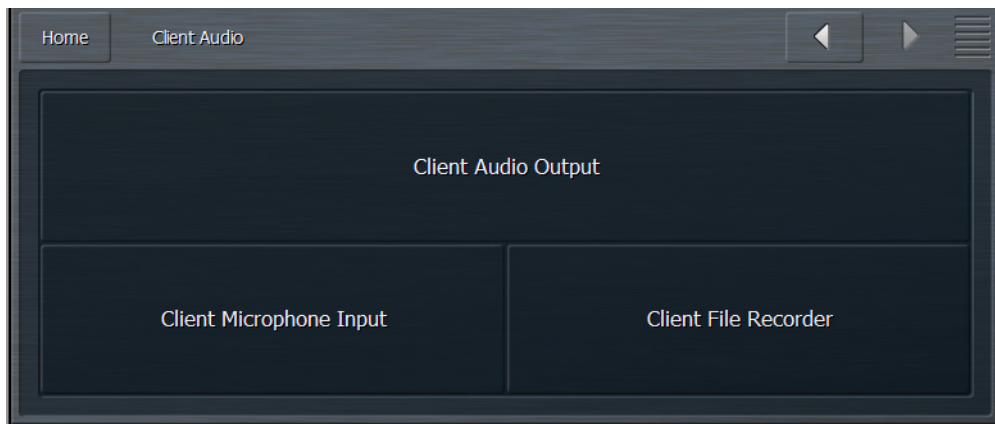 Home Client Audio
Client Audio Output
Client Microphone Input Client File Recorder